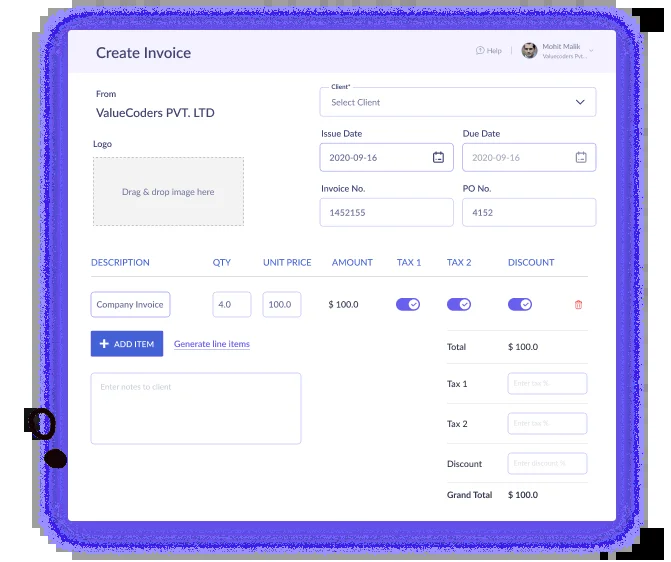 Create Invoice
Help
Mohit Malik
Valuecoders Pvt...
From
ValueCoders PVT. LTD
Logo
Drag & drop image here
Client*
Select Client
Issue Date
Due Date
2020-09-16
2020-09-16
Invoice No.
PO No.
1452155
4152
DESCRIPTION QTY UNIT PRICE AMOUNT TAX 1 TAX 2 DISCOUNT
Company Invoice 4.0 100.0 $ 100.0
+ ADD ITEM
Generate line items
Enter notes to client
Total $ 100.0
Tax 1 Enter tax %
Tax 2 Enter tax %
Discount Enter discount %
Grand Total $ 100.0